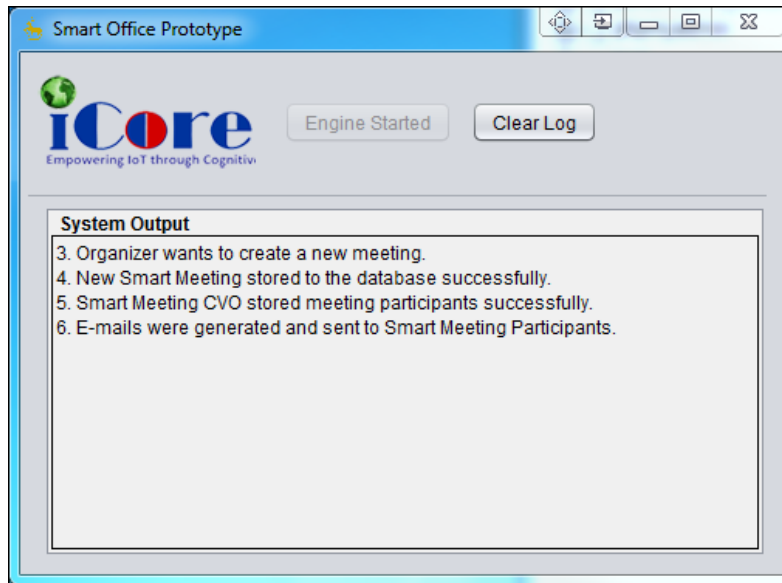 Smart Office Prototype
iCore
Empowering IoT through Cognitiv
Engine Started
Clear Log
System Output
3. Organizer wants to create a new meeting.
4. New Smart Meeting stored to the database successfully.
5. Smart Meeting CVO stored meeting participants successfully.
6. E-mails were generated and sent to Smart Meeting Participants.